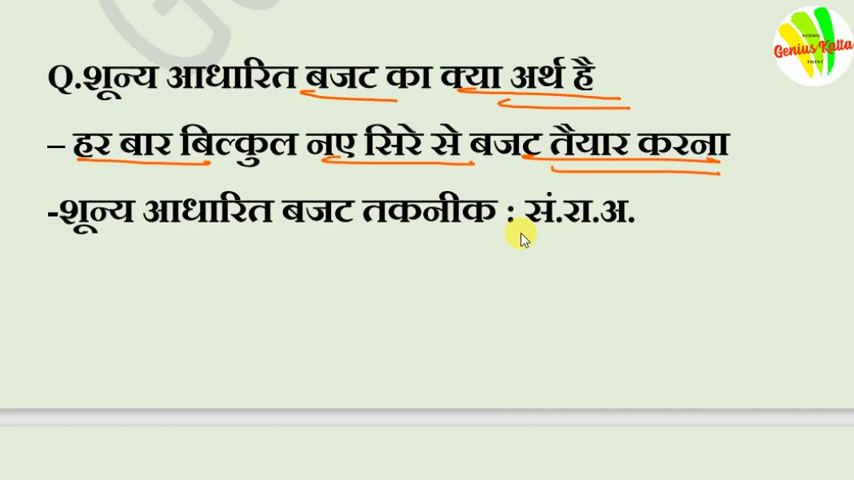 Q.शून्य आधारित बजट का क्या अर्थ है
– हर बार बिल्कुल नए सिरे से बजट तैयार करना
-शून्य आधारित बजट तकनीक : सं.रा.अ.
Genius Katta